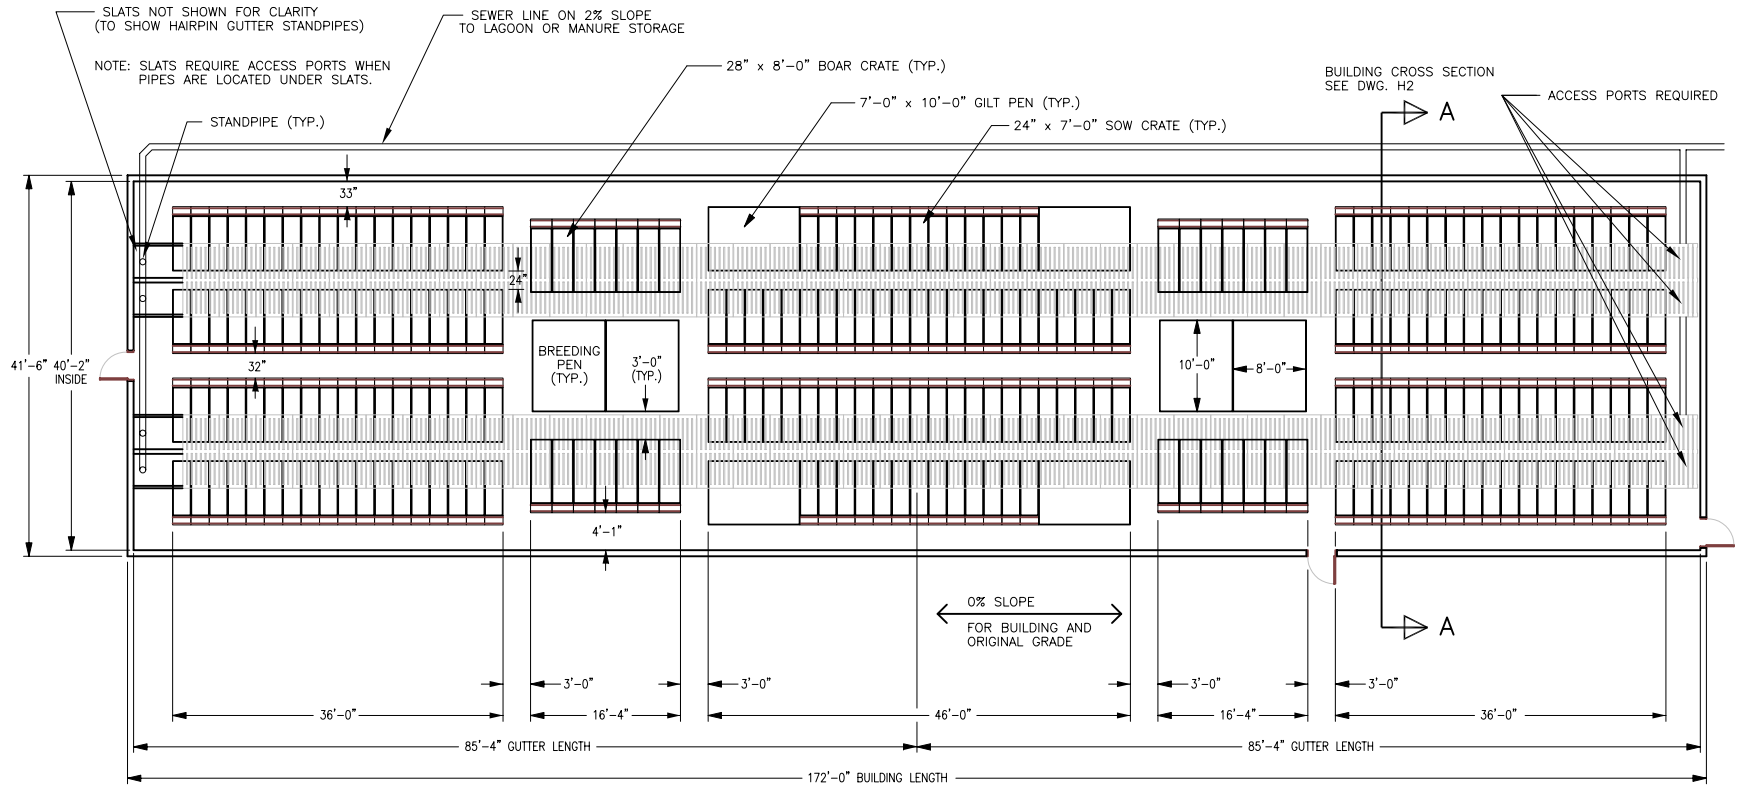 SLATS NOT SHOWN FOR CLARITY
(TO SHOW HAIRPIN GUTTER STANDPIPES)
SEWER LINE ON 2% SLOPE
TO LAGOON OR MANURE STORAGE
NOTE: SLATS REQUIRE ACCESS PORTS WHEN
PIPES ARE LOCATED UNDER SLATS.
28" x 8'-0" BOAR CRATE (TYP.)
BUILDING CROSS SECTION
SEE DWG. H2
7'-0" x 10'-0" GILT PEN (TYP.)
A
ACCESS PORTS REQUIRED
STANDPIPE (TYP.)
24" x 7'-0" SOW CRATE (TYP.)
33"
24"
41'-6"
40'-2"
INSIDE
32"
BREEDING
PEN
(TYP.)
3'-0"
(TYP.)
10'-0"
8'-0"
4'-1"
0% SLOPE
FOR BUILDING AND
ORIGINAL GRADE
A
3'-0"
3'-0"
3'-0"
3'-0"
36'-0"
16'-4"
46'-0"
16'-4"
36'-0"
85'-4" GUTTER LENGTH
85'-4" GUTTER LENGTH
172'-0" BUILDING LENGTH